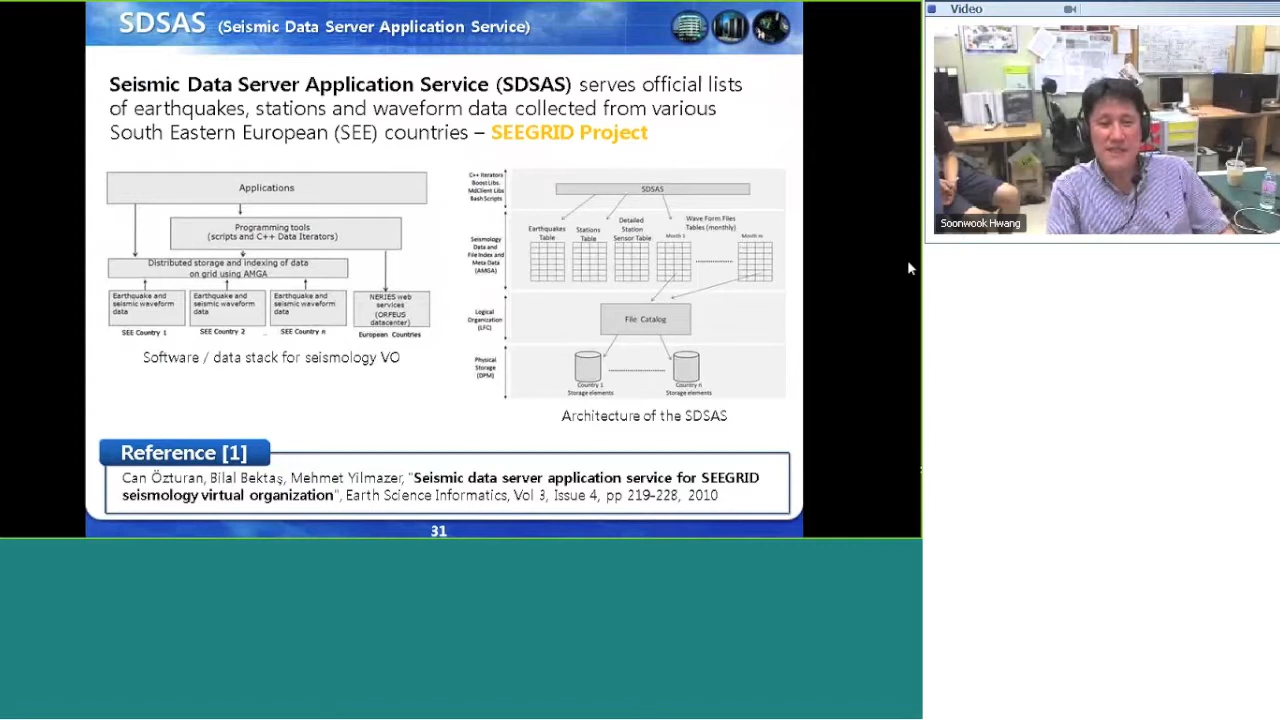 SDSAS (Seismic Data Server Application Service)
Seismic Data Server Application Service (SDSAS) serves official lists
of earthquakes, stations and waveform data collected from various
South Eastern European (SEE) countries – SEEGRID Project
Applications
Programming tools
(scripts and C++ Data Iterators)
Distributed storage and indexing of data
on grid using AMGA
Earthquake and
seismic waveform
data
SEE Country 1
Earthquake and
seismic waveform
data
SEE Country 2
...
Earthquake and
seismic waveform
data
SEE Country n
NERIES web
services
(ORFEUS
datacenter)
European Countries
Software / data stack for seismology VO
C++ Iterators
Boost Libs.
MdClient Libs
Bash Scripts
SDSAS
Seismology
Data and
File Index and
Meta Data
(AMGA)
Earthquakes
Table
Stations
Table
Detailed
Station
Sensor Table
Wave Form Files
Tables (monthly)
Month 1
Month m
Logical
Organization
(LFC)
File Catalog
Physical
Storage
(DPM)
Country 1
Storage elements
Country n
Storage elements
Architecture of the SDSAS
Reference [1]
Can Özturan, Bilal Bektaş, Mehmet Yilmazer, "Seismic data server application service for SEEGRID
seismology virtual organization", Earth Science Informatics, Vol 3, Issue 4, pp 219-228, 2010
31
Video
Soonwook Hwang